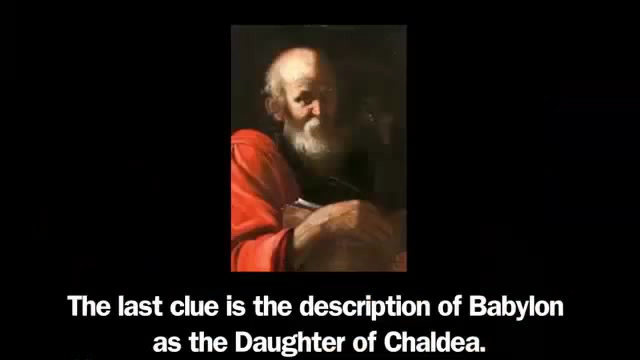 The last clue is the description of Babylon
as the Daughter of Chaldea.